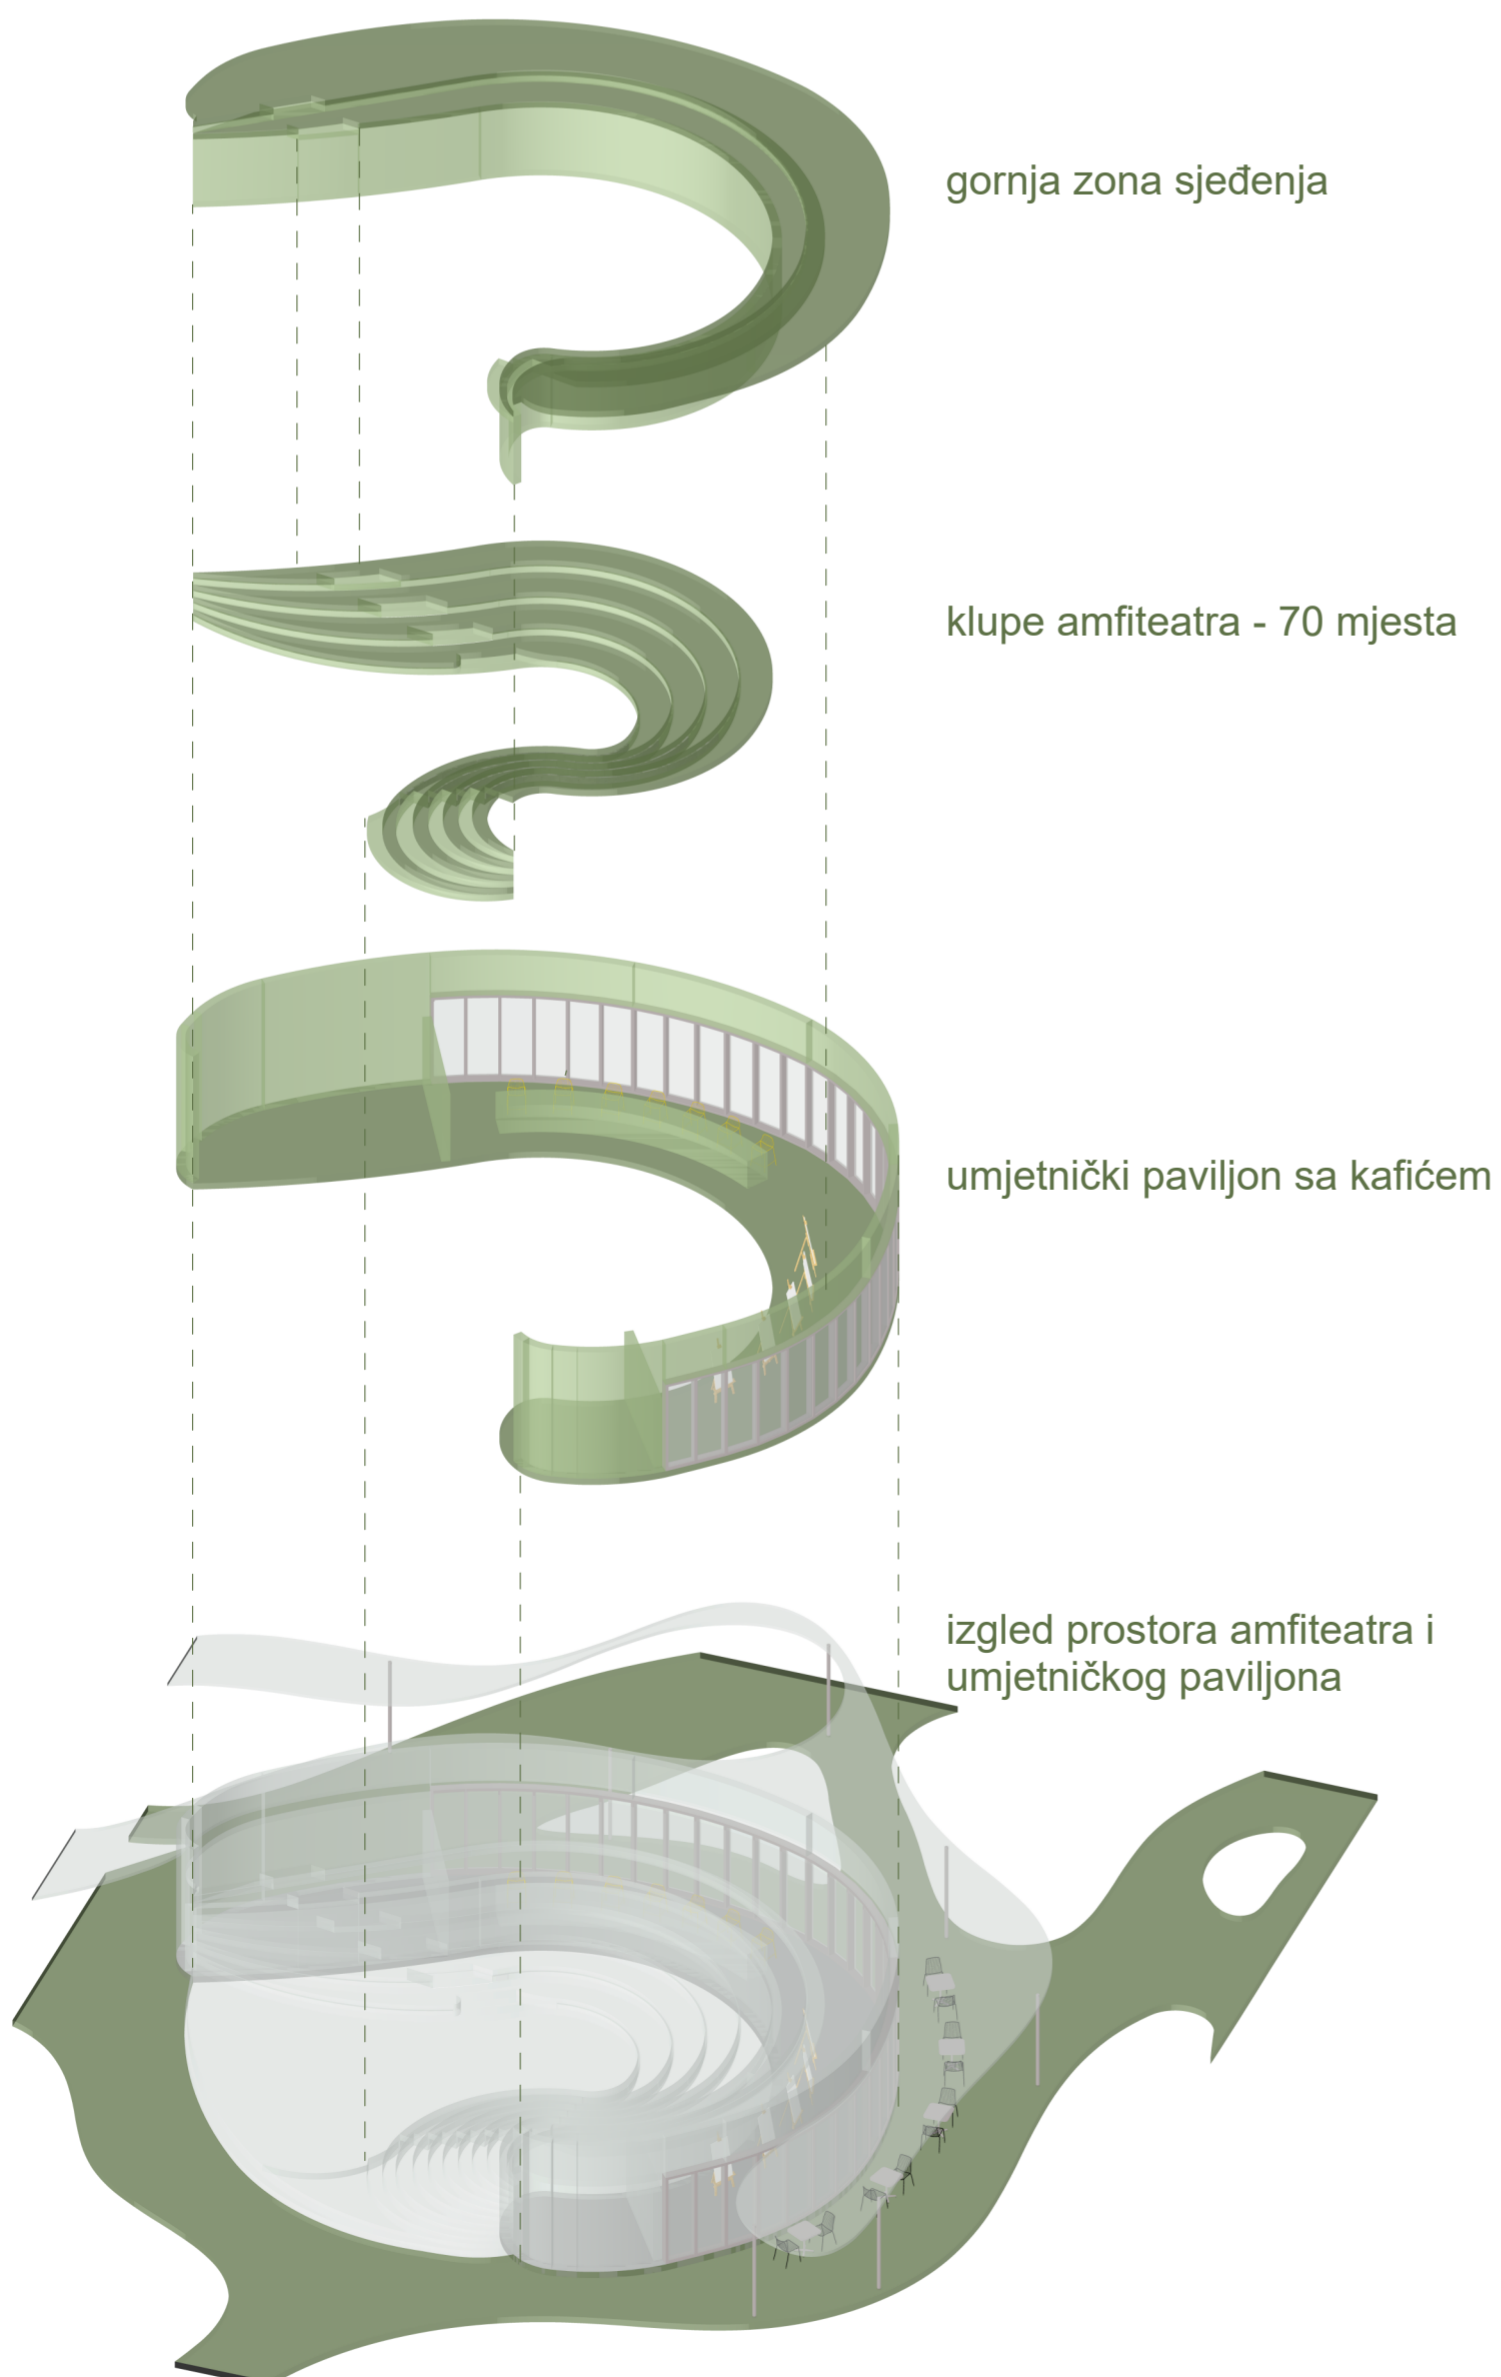 gornja zona sjeđenja
klupe amfiteatra - 70 mjesta
umjetnički paviljon sa kafićem
izgled prostora amfiteatra i
umjetničkog paviljona